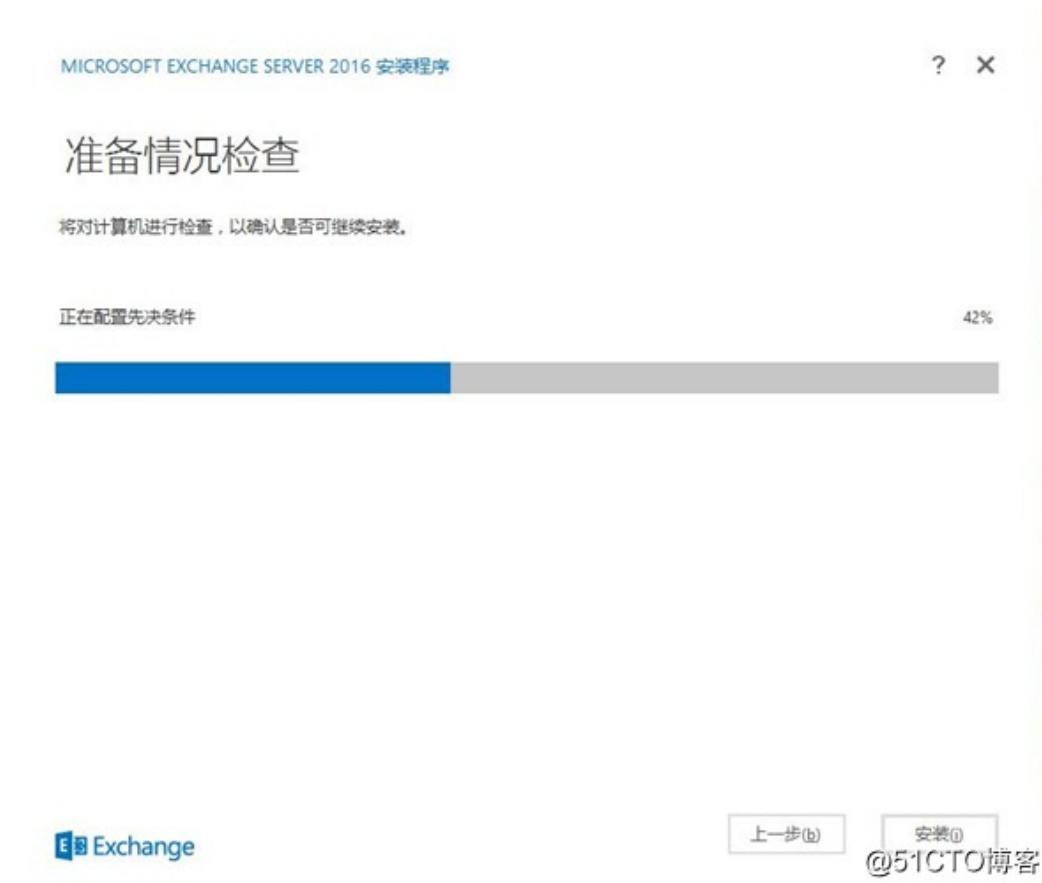 MICROSOFT EXCHANGE SERVER 2016 安装程序
? ×
准备情况检查
将对计算机进行检查，以确认是否可继续安装。
正在配置先决条件 42%
E Exchange
上一步(b) 安装(i)
@51CTO博客